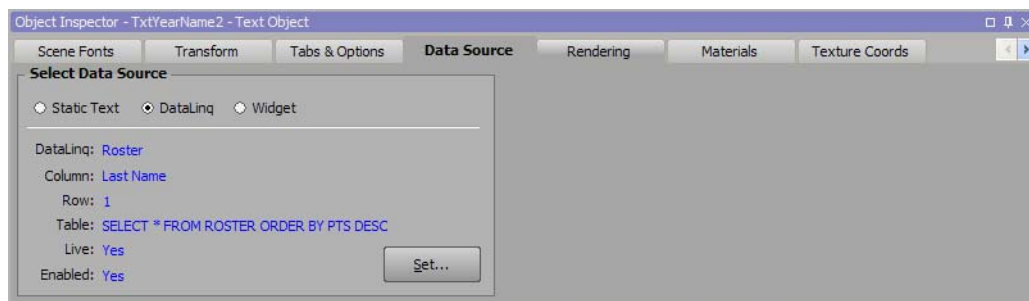 Object Inspector - TxtYearName2 - Text Object
Scene Fonts Transform Tabs & Options Data Source Rendering Materials Texture Coords
Select Data Source
Static Text DataLinq Widget
DataLinq: Roster
Column: Last Name
Row: 1
Table: SELECT * FROM ROSTER ORDER BY PTS DESC
Live: Yes
Enabled: Yes
Set...